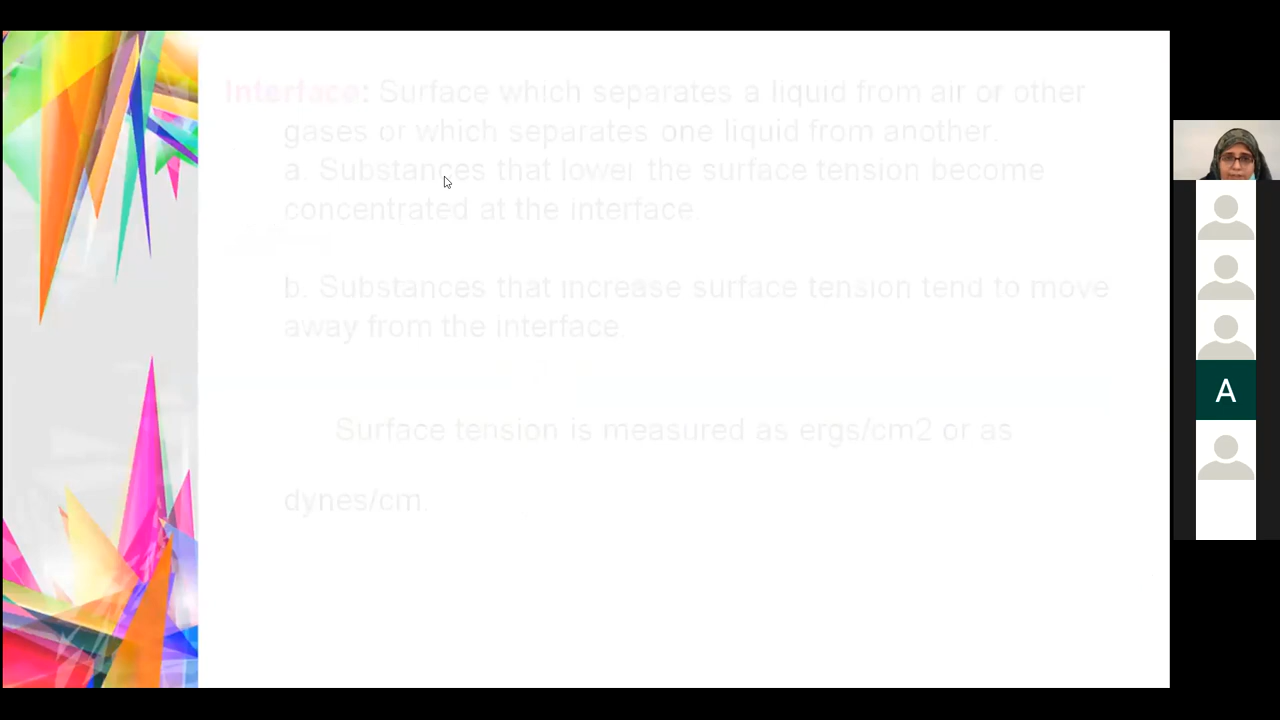 Interface: Surface which separates a liquid from air or other
gases or which separates one liquid from another.
a. Substances that lower the surface tension become
concentrated at the interface.
b. Substances that increase surface tension tend to move
away from the interface.
Surface tension is measured as ergs/cm2 or as
dynes/cm.
A